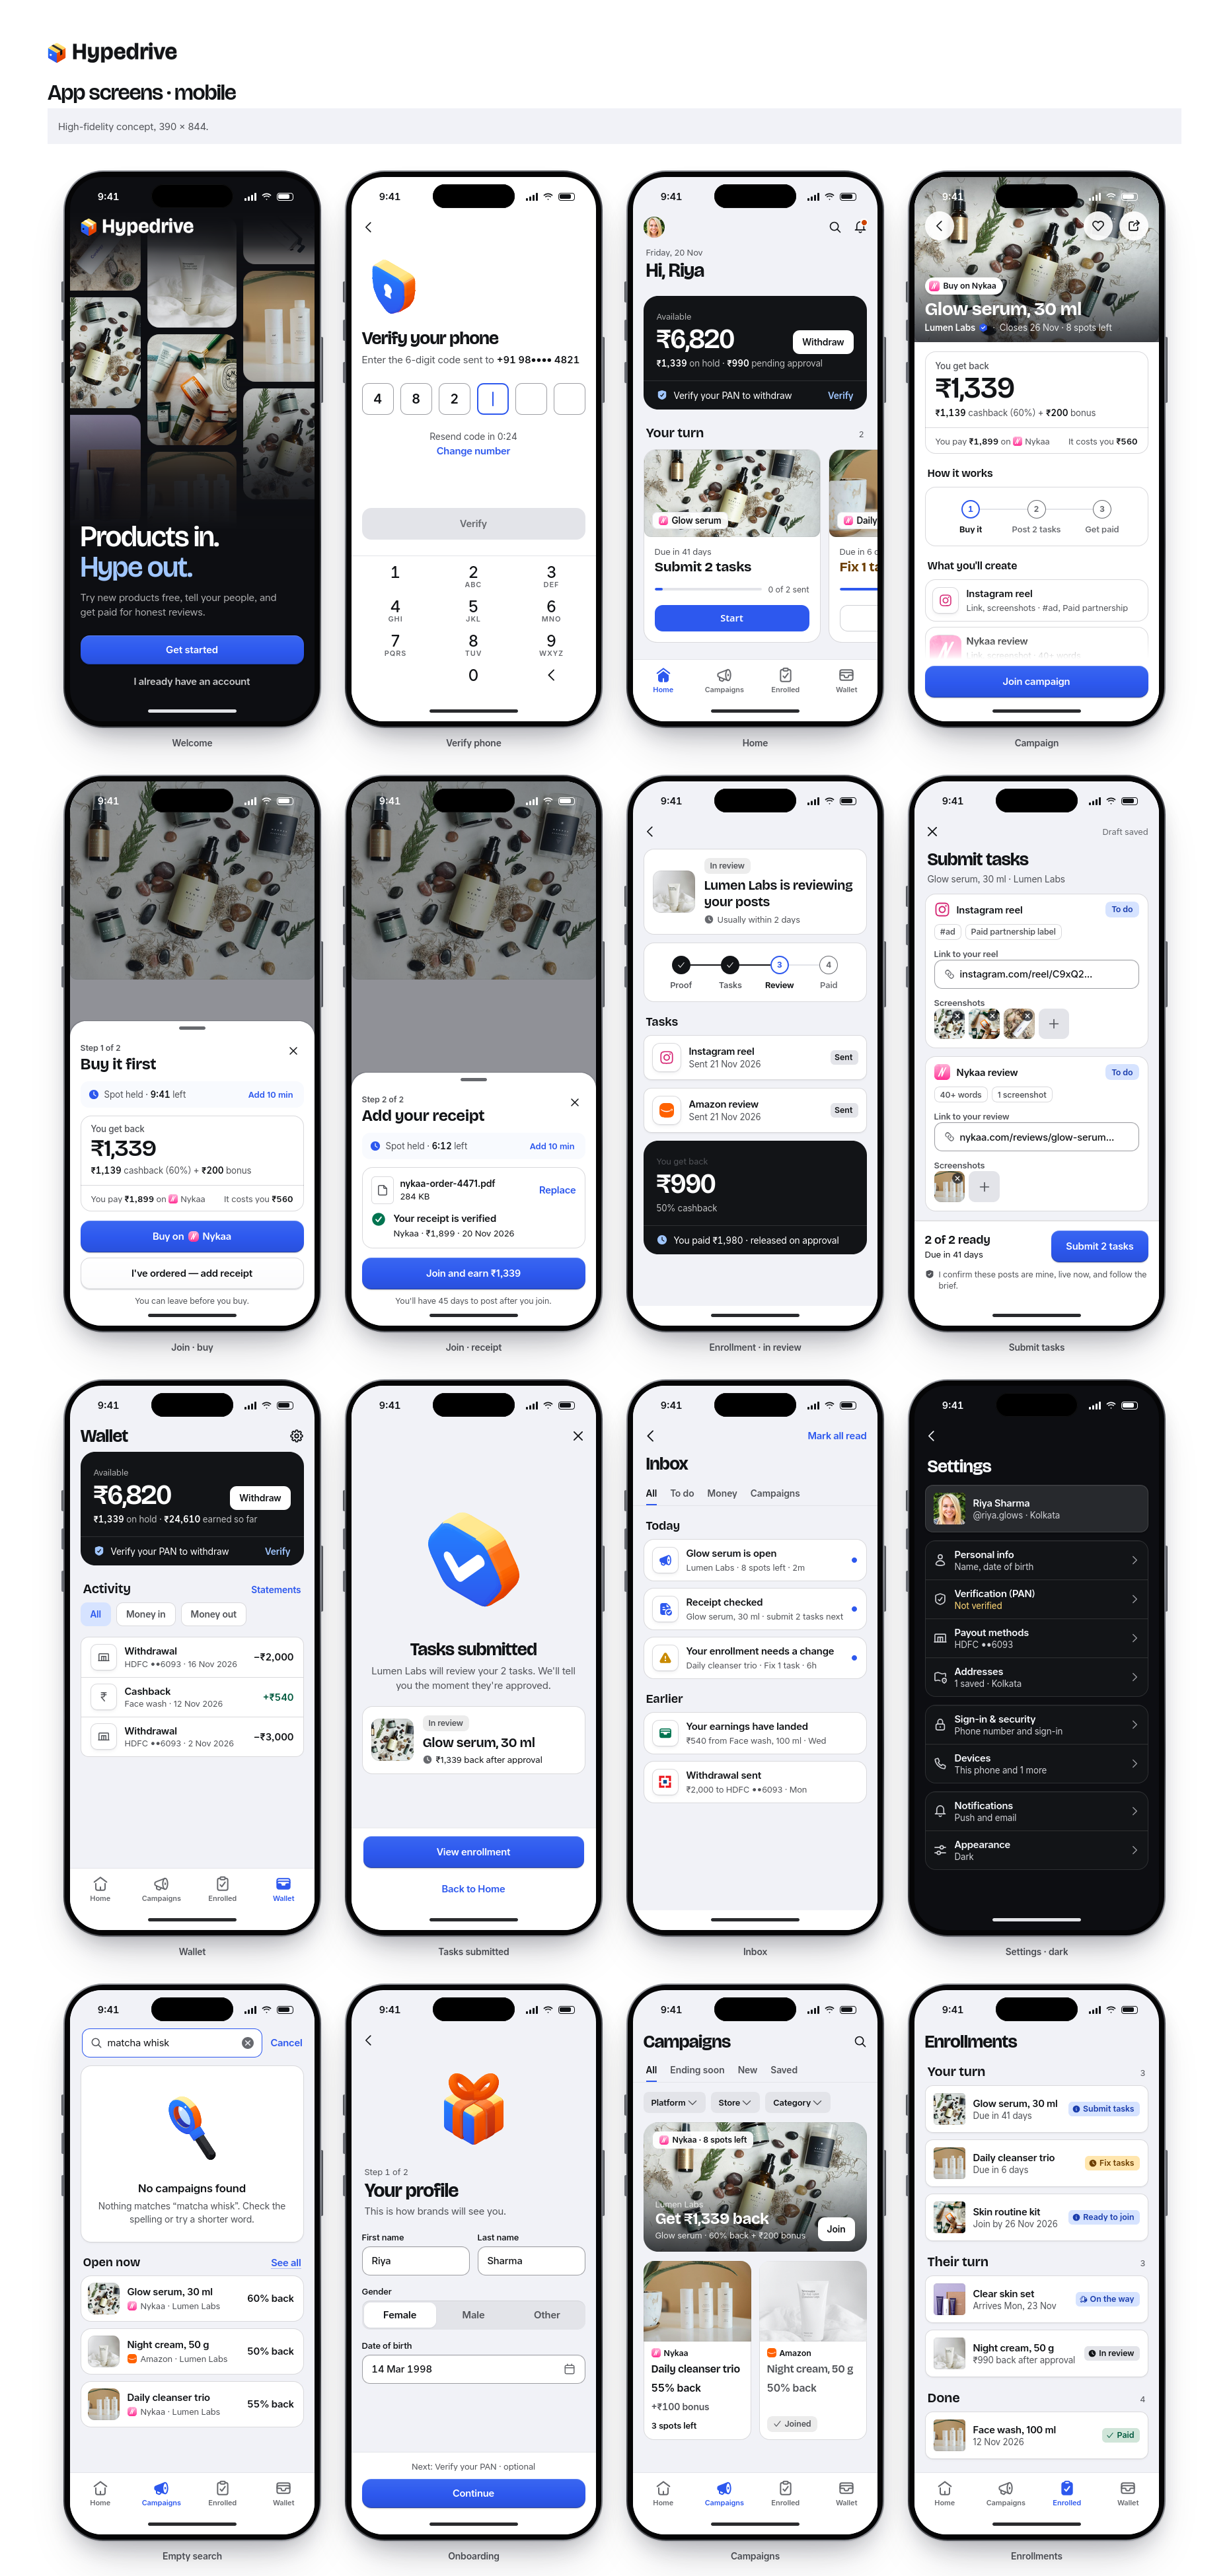 Hypedrive
App screens · mobile
High-fidelity concept, 390 × 844.
9:41
Hypedrive
Products in.
Hype out.
Try new products free, tell your people, and
get paid for honest reviews.
Get started
I already have an account
Welcome
9:41
Verify your phone
Enter the 6-digit code sent to +91 98•••• 4821
4 8 2
Resend code in 0:24
Change number
Verify
1 2 3
ABC DEF
4 5 6
GHI JKL MNO
7 8 9
PQRS TUV WXYZ
0
Verify phone
9:41
Friday, 20 Nov
Hi, Riya
Available
₹6,820
Withdraw
₹1,339 on hold · ₹990 pending approval
Verify your PAN to withdraw Verify
Your turn 2
Glow serum
Due in 41 days
Submit 2 tasks
0 of 2 sent
Start
Daily
Due in 6 d
Fix 1 ta
Home Campaigns Enrolled Wallet
Home
9:41
Buy on Nykaa
Glow serum, 30 ml
Lumen Labs · Closes 26 Nov · 8 spots left
You get back
₹1,339
₹1,139 cashback (60%) + ₹200 bonus
You pay ₹1,899 on Nykaa It costs you ₹560
How it works
1 2 3
Buy it Post 2 tasks Get paid
What you'll create
Instagram reel
Link, screenshots · #ad, Paid partnership
Nykaa review
Link, screenshot · 40+ words
Join campaign
Campaign
9:41
Step 1 of 2
Buy it first
Spot held · 9:41 left Add 10 min
You get back
₹1,339
₹1,139 cashback (60%) + ₹200 bonus
You pay ₹1,899 on Nykaa It costs you ₹560
Buy on Nykaa
I've ordered — add receipt
You can leave before you buy.
Join · buy
9:41
Step 2 of 2
Add your receipt
Spot held · 6:12 left Add 10 min
nykaa-order-4471.pdf
284 KB
Replace
Your receipt is verified
Nykaa · ₹1,899 · 20 Nov 2026
Join and earn ₹1,339
You'll have 45 days to post after you join.
Join · receipt
9:41
In review
Lumen Labs is reviewing
your posts
Usually within 2 days
3 4
Proof Tasks Review Paid
Tasks
Instagram reel
Sent 21 Nov 2026
Sent
Amazon review
Sent 21 Nov 2026
Sent
You get back
₹990
50% cashback
You paid ₹1,980 · released on approval
Enrollment · in review
9:41
Draft saved
Submit tasks
Glow serum, 30 ml · Lumen Labs
Instagram reel To do
#ad Paid partnership label
Link to your reel
instagram.com/reel/C9xQ2...
Screenshots
Nykaa review To do
40+ words 1 screenshot
Link to your review
nykaa.com/reviews/glow-serum...
Screenshots
2 of 2 ready
Due in 41 days
Submit 2 tasks
I confirm these posts are mine, live now, and follow the
brief.
Submit tasks
9:41
Wallet
Available
₹6,820
Withdraw
₹1,339 on hold · ₹24,610 earned so far
Verify your PAN to withdraw Verify
Activity Statements
All Money in Money out
Withdrawal
HDFC ••6093 · 16 Nov 2026
−₹2,000
Cashback
Face wash · 12 Nov 2026
+₹540
Withdrawal
HDFC ••6093 · 2 Nov 2026
−₹3,000
Home Campaigns Enrolled Wallet
Wallet
9:41
Tasks submitted
Lumen Labs will review your 2 tasks. We'll tell
you the moment they're approved.
In review
Glow serum, 30 ml
₹1,339 back after approval
View enrollment
Back to Home
Tasks submitted
9:41
Mark all read
Inbox
All To do Money Campaigns
Today
Glow serum is open
Lumen Labs · 8 spots left · 2m
Receipt checked
Glow serum, 30 ml · submit 2 tasks next
Your enrollment needs a change
Daily cleanser trio · Fix 1 task · 6h
Earlier
Your earnings have landed
₹540 from Face wash, 100 ml · Wed
Withdrawal sent
₹2,000 to HDFC ••6093 · Mon
Inbox
9:41
Settings
Riya Sharma
@riya.glows · Kolkata
Personal info
Name, date of birth
Verification (PAN)
Not verified
Payout methods
HDFC ••6093
Addresses
1 saved · Kolkata
Sign-in & security
Phone number and sign-in
Devices
This phone and 1 more
Notifications
Push and email
Appearance
Dark
Settings · dark
9:41
matcha whisk Cancel
No campaigns found
Nothing matches “matcha whisk”. Check the
spelling or try a shorter word.
Open now See all
Glow serum, 30 ml
Nykaa · Lumen Labs
60% back
Night cream, 50 g
Amazon · Lumen Labs
50% back
Daily cleanser trio
Nykaa · Lumen Labs
55% back
Home Campaigns Enrolled Wallet
Empty search
9:41
Step 1 of 2
Your profile
This is how brands will see you.
First name Last name
Riya Sharma
Gender
Female Male Other
Date of birth
14 Mar 1998
Next: Verify your PAN · optional
Continue
Onboarding
9:41
Campaigns
All Ending soon New Saved
Platform Store Category
Nykaa · 8 spots left
Lumen Labs
Get ₹1,339 back
Glow serum · 60% back + ₹200 bonus
Join
Nykaa
Daily cleanser trio
55% back
+₹100 bonus
3 spots left
Amazon
Night cream, 50 g
50% back
Joined
Home Campaigns Enrolled Wallet
Campaigns
9:41
Enrollments
Your turn 3
Glow serum, 30 ml
Due in 41 days
Submit tasks
Daily cleanser trio
Due in 6 days
Fix tasks
Skin routine kit
Join by 26 Nov 2026
Ready to join
Their turn 3
Clear skin set
Arrives Mon, 23 Nov
On the way
Night cream, 50 g
₹990 back after approval
In review
Done 4
Face wash, 100 ml
12 Nov 2026
Paid
Home Campaigns Enrolled Wallet
Enrollments